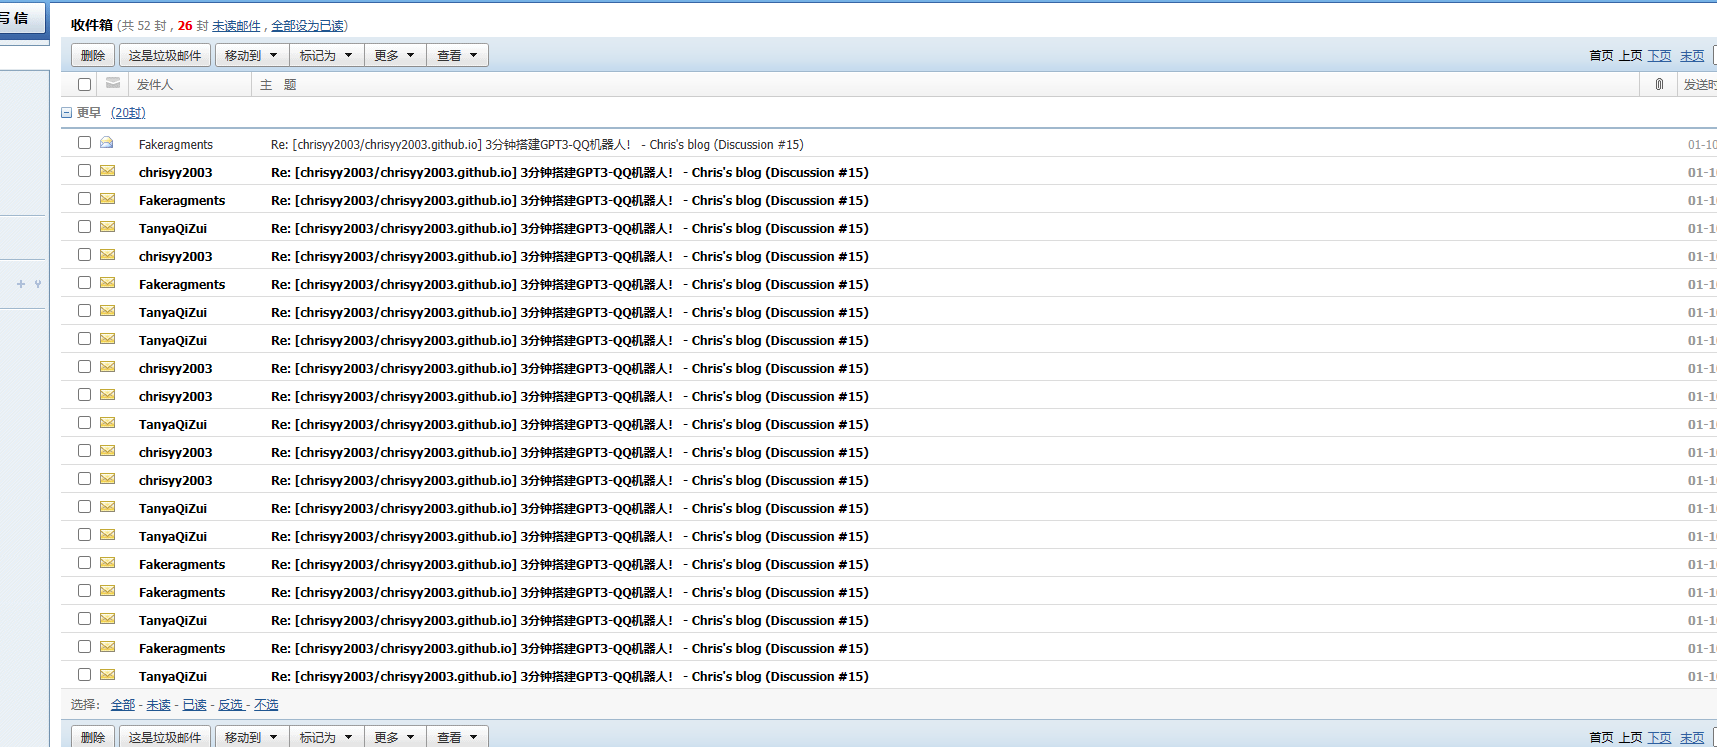 写 信
收件箱 (共 52 封 , 26 封 未读邮件 , 全部设为已读)
删除 这是垃圾邮件 移动到 标记为 更多 查看 首页 上页 下页 末页
发件人 主 题 发送时
更早 (20封)
Fakeragments Re: [chrisyy2003/chrisyy2003.github.io] 3分钟搭建GPT3-QQ机器人！ - Chris's blog (Discussion #15) 01-10
chrisyy2003 Re: [chrisyy2003/chrisyy2003.github.io] 3分钟搭建GPT3-QQ机器人！ - Chris's blog (Discussion #15) 01-1
Fakeragments Re: [chrisyy2003/chrisyy2003.github.io] 3分钟搭建GPT3-QQ机器人！ - Chris's blog (Discussion #15) 01-1
TanyaQiZui Re: [chrisyy2003/chrisyy2003.github.io] 3分钟搭建GPT3-QQ机器人！ - Chris's blog (Discussion #15) 01-1
chrisyy2003 Re: [chrisyy2003/chrisyy2003.github.io] 3分钟搭建GPT3-QQ机器人！ - Chris's blog (Discussion #15) 01-1
Fakeragments Re: [chrisyy2003/chrisyy2003.github.io] 3分钟搭建GPT3-QQ机器人！ - Chris's blog (Discussion #15) 01-1
TanyaQiZui Re: [chrisyy2003/chrisyy2003.github.io] 3分钟搭建GPT3-QQ机器人！ - Chris's blog (Discussion #15) 01-1
TanyaQiZui Re: [chrisyy2003/chrisyy2003.github.io] 3分钟搭建GPT3-QQ机器人！ - Chris's blog (Discussion #15) 01-1
chrisyy2003 Re: [chrisyy2003/chrisyy2003.github.io] 3分钟搭建GPT3-QQ机器人！ - Chris's blog (Discussion #15) 01-1
chrisyy2003 Re: [chrisyy2003/chrisyy2003.github.io] 3分钟搭建GPT3-QQ机器人！ - Chris's blog (Discussion #15) 01-1
TanyaQiZui Re: [chrisyy2003/chrisyy2003.github.io] 3分钟搭建GPT3-QQ机器人！ - Chris's blog (Discussion #15) 01-1
chrisyy2003 Re: [chrisyy2003/chrisyy2003.github.io] 3分钟搭建GPT3-QQ机器人！ - Chris's blog (Discussion #15) 01-1
chrisyy2003 Re: [chrisyy2003/chrisyy2003.github.io] 3分钟搭建GPT3-QQ机器人！ - Chris's blog (Discussion #15) 01-1
TanyaQiZui Re: [chrisyy2003/chrisyy2003.github.io] 3分钟搭建GPT3-QQ机器人！ - Chris's blog (Discussion #15) 01-1
TanyaQiZui Re: [chrisyy2003/chrisyy2003.github.io] 3分钟搭建GPT3-QQ机器人！ - Chris's blog (Discussion #15) 01-1
Fakeragments Re: [chrisyy2003/chrisyy2003.github.io] 3分钟搭建GPT3-QQ机器人！ - Chris's blog (Discussion #15) 01-1
Fakeragments Re: [chrisyy2003/chrisyy2003.github.io] 3分钟搭建GPT3-QQ机器人！ - Chris's blog (Discussion #15) 01-1
TanyaQiZui Re: [chrisyy2003/chrisyy2003.github.io] 3分钟搭建GPT3-QQ机器人！ - Chris's blog (Discussion #15) 01-1
Fakeragments Re: [chrisyy2003/chrisyy2003.github.io] 3分钟搭建GPT3-QQ机器人！ - Chris's blog (Discussion #15) 01-1
TanyaQiZui Re: [chrisyy2003/chrisyy2003.github.io] 3分钟搭建GPT3-QQ机器人！ - Chris's blog (Discussion #15) 01-1
选择： 全部 - 未读 - 已读 - 反选 - 不选
删除 这是垃圾邮件 移动到 标记为 更多 查看 首页 上页 下页 末页